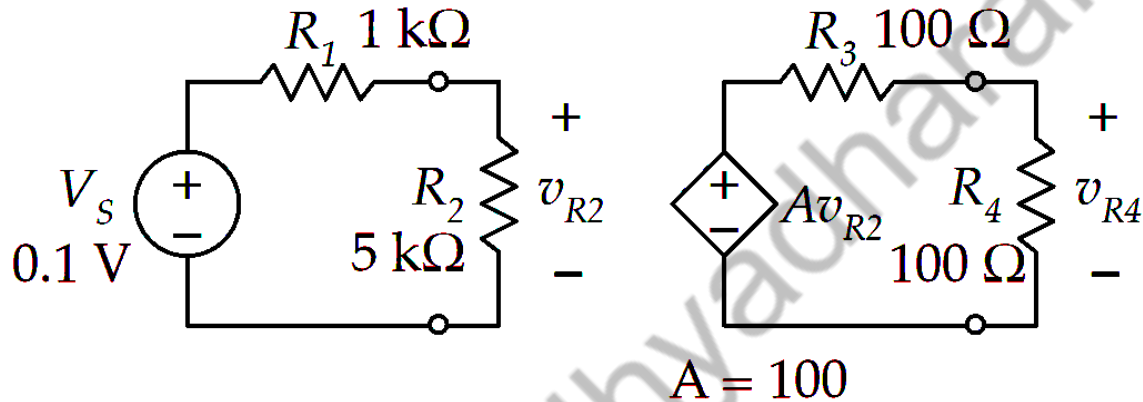 R1 1 kΩ
R3 100 Ω
+
+
+
+
VS
R2
vR2
AvR2
R4
vR4
−
−
0.1 V
5 kΩ
100 Ω
−
−
A = 100